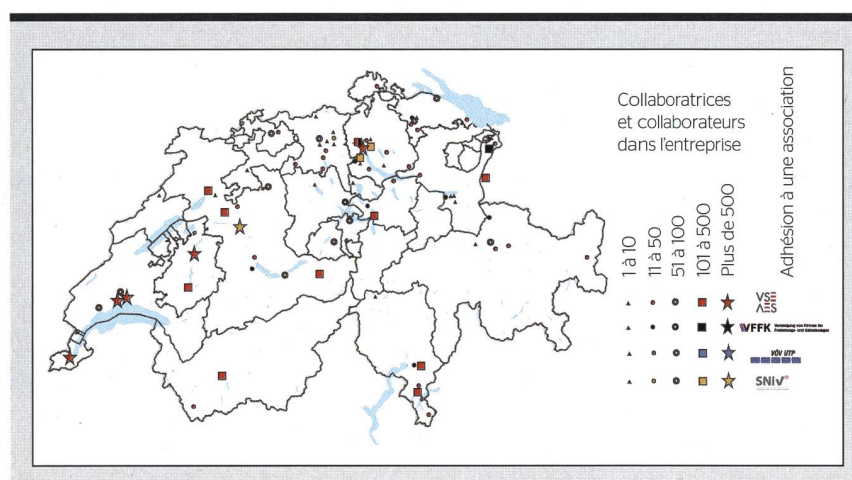 Collaboratrices
et collaborateurs
dans l'entreprise
1 à 10
11 à 50
51 à 100
101 à 500
Plus de 500
Adhésion à une association
VSE
AES
VFFK
VÖV UTP
SNiv